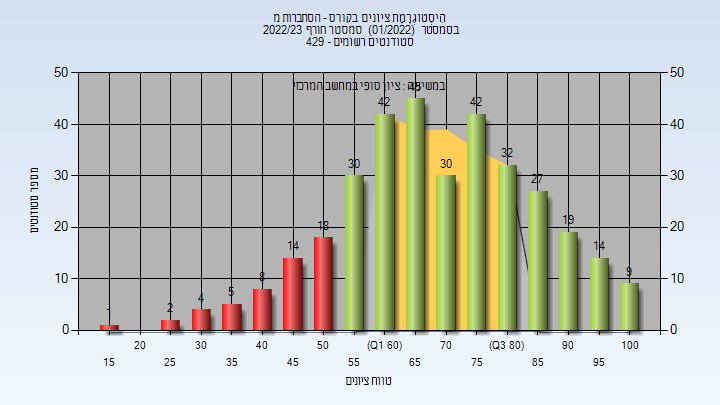 היסטוגרמת ציונים בקורס - הסתברות מ
בסמסטר (01/2022) סמסטר חורף 2022/23
סטודנטים רשומים - 429
במשימה : ציון סופי במחשב המרכזי
מספר סטודנטים
50 50
40 40
30 30
20 20
10 10
0 0
1 2 4 5 8 14 18 30 42 45 30 42 32 27 19 14 9
20 30 40 50 (Q1 60) 70 (Q3 80) 90 100
15 25 35 45 55 65 75 85 95
טווח ציונים